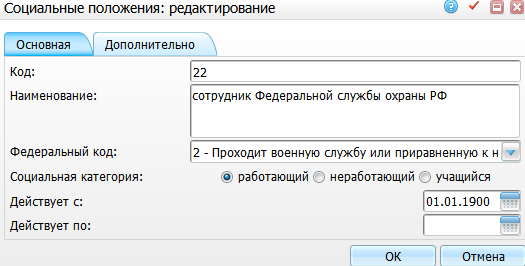 Социальные положения: редактирование
Основная Дополнительно
Код: 22
Наименование: сотрудник Федеральной службы охраны РФ
Федеральный код: 2 - Проходит военную службу или приравненную к н
Социальная категория: работающий неработающий учащийся
Действует с: 01.01.1900
Действует по:
ОК Отмена